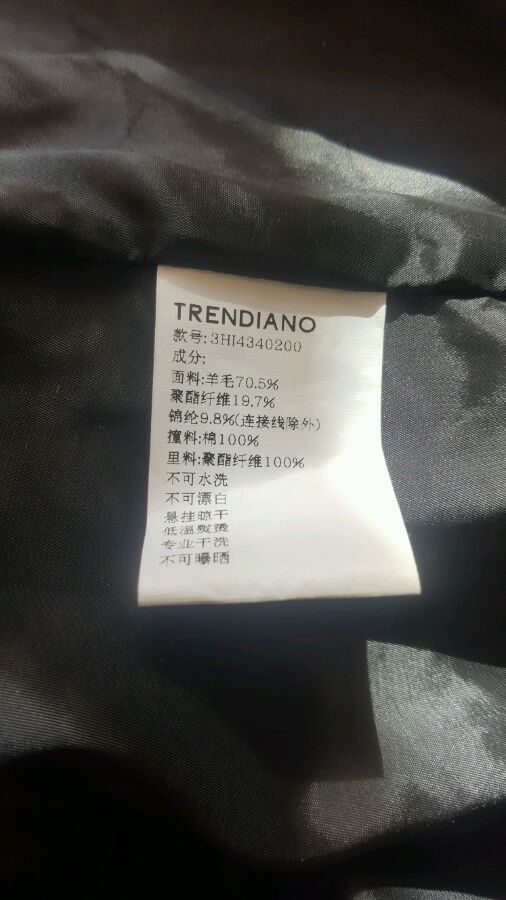 TRENDIANO
款号:3HI4340200
成分:
面料:羊毛70.5%
聚酯纤维19.7%
锦纶9.8%(连接线除外)
撞料:棉100%
里料:聚酯纤维100%
不可水洗
不可漂白
悬挂晾干
低温熨烫
专业干洗
不可曝晒